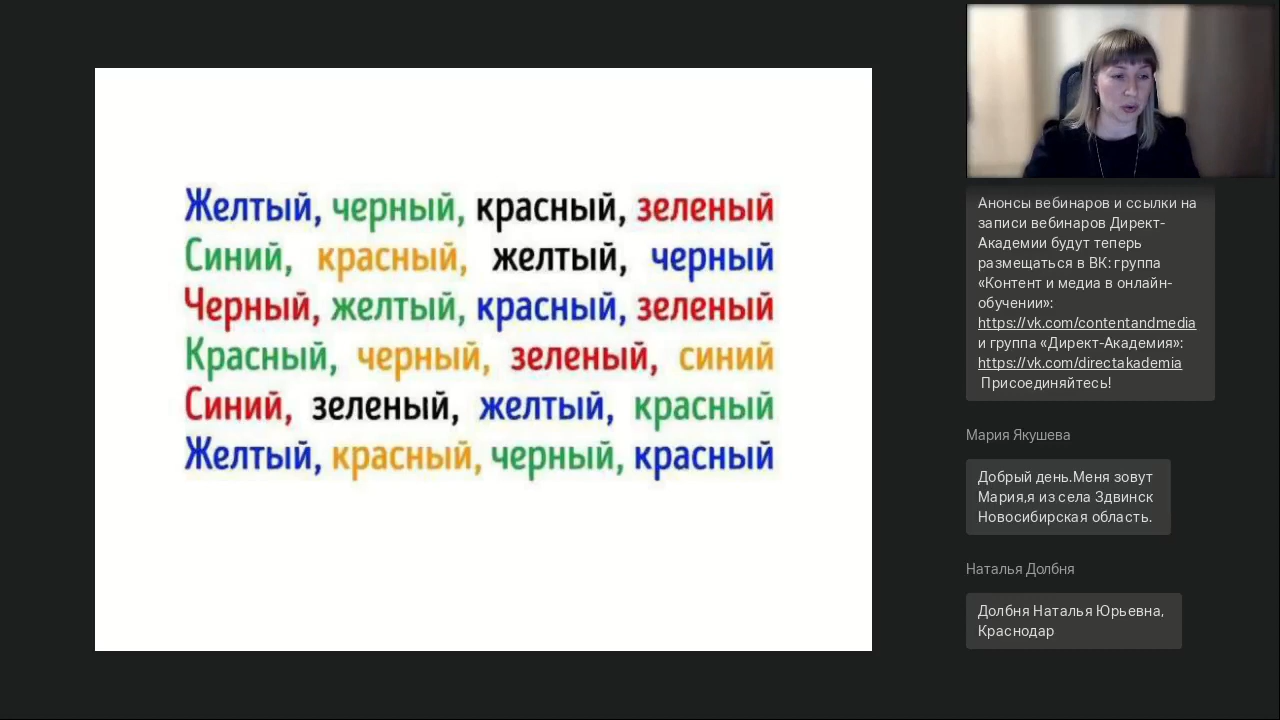 Желтый, черный, красный, зеленый
Синий, красный, желтый, черный
Черный, желтый, красный, зеленый
Красный, черный, зеленый, синий
Синий, зеленый, желтый, красный
Желтый, красный, черный, красный
Анонсы вебинаров и ссылки на
записи вебинаров Директ-
Академии будут теперь
размещаться в ВК: группа
«Контент и медиа в онлайн-
обучении»:
https://vk.com/contentandmedia
и группа «Директ-Академия»:
https://vk.com/directakademia
Присоединяйтесь!
Мария Якушева
Добрый день.Меня зовут
Мария,я из села Здвинск
Новосибирская область.
Наталья Долбня
Долбня Наталья Юрьевна,
Краснодар